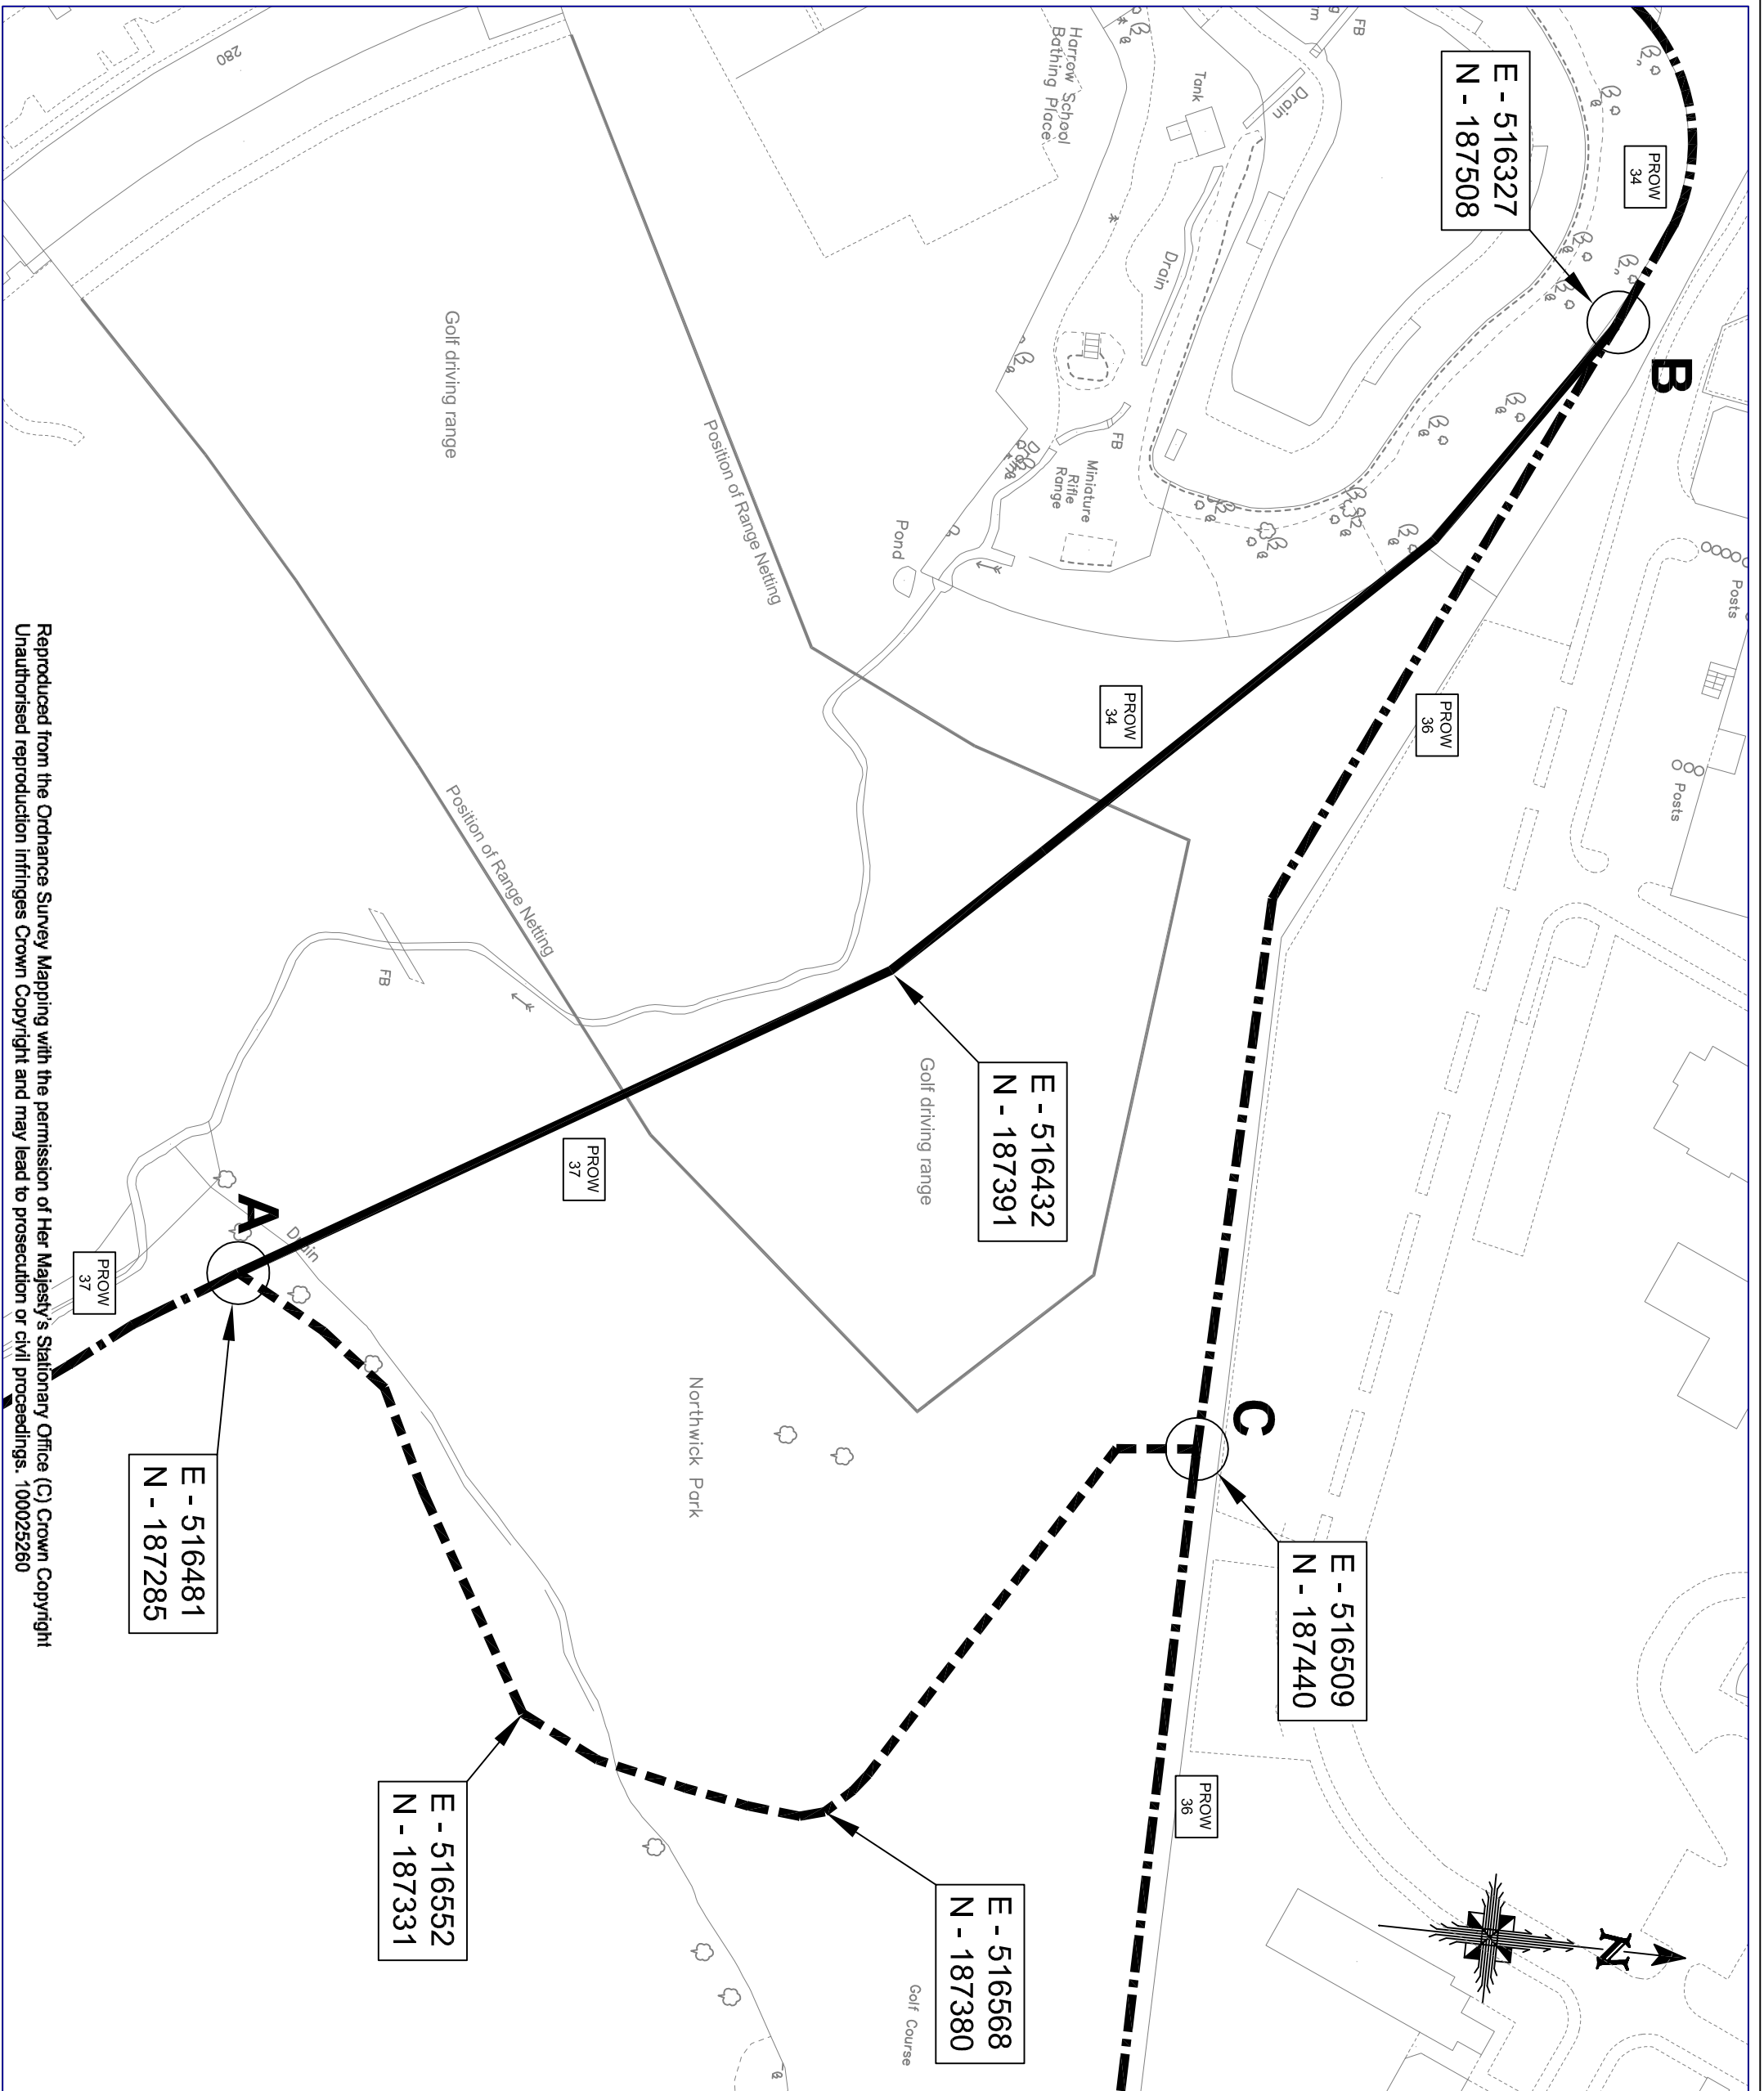 280
Harrow School
Bathing Place
FB
Tank
Drain
E - 516327
N - 187508
PROW
34
B
Drain
Golf driving range
Position of Range Netting
FB
Miniature
Rifle
Range
Drain
Pond
Posts
Posts
PROW
34
PROW
36
Position of Range Netting
FB
Golf driving range
E - 516432
N - 187391
PROW
37
A
Drain
PROW
37
C
Northwick Park
E - 516509
N - 187440
E - 516481
N - 187285
PROW
36
E - 516552
N - 187331
E - 516568
N - 187380
Golf Course
N
Reproduced from the Ordnance Survey Mapping with the permission of Her Majesty's Stationary Office (C) Crown Copyright
Unauthorised reproduction infringes Crown Copyright and may lead to prosecution or civil proceedings. 100025260